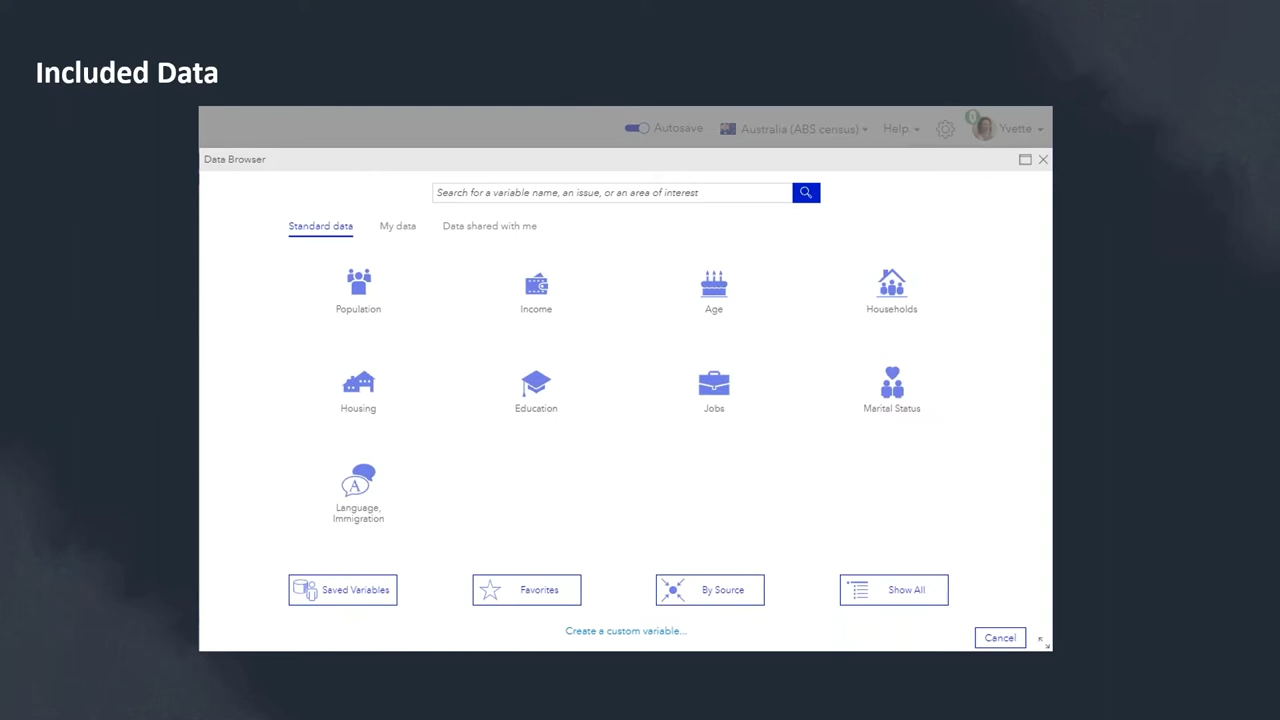 Included Data
Autosave Australia (ABS census) Help 0 Yvette
Data Browser
Search for a variable name, an issue, or an area of interest
Standard data My data Data shared with me
Population Income Age Households
Housing Education Jobs Marital Status
A
Language,
Immigration
Saved Variables Favorites By Source Show All
Create a custom variable...
Cancel